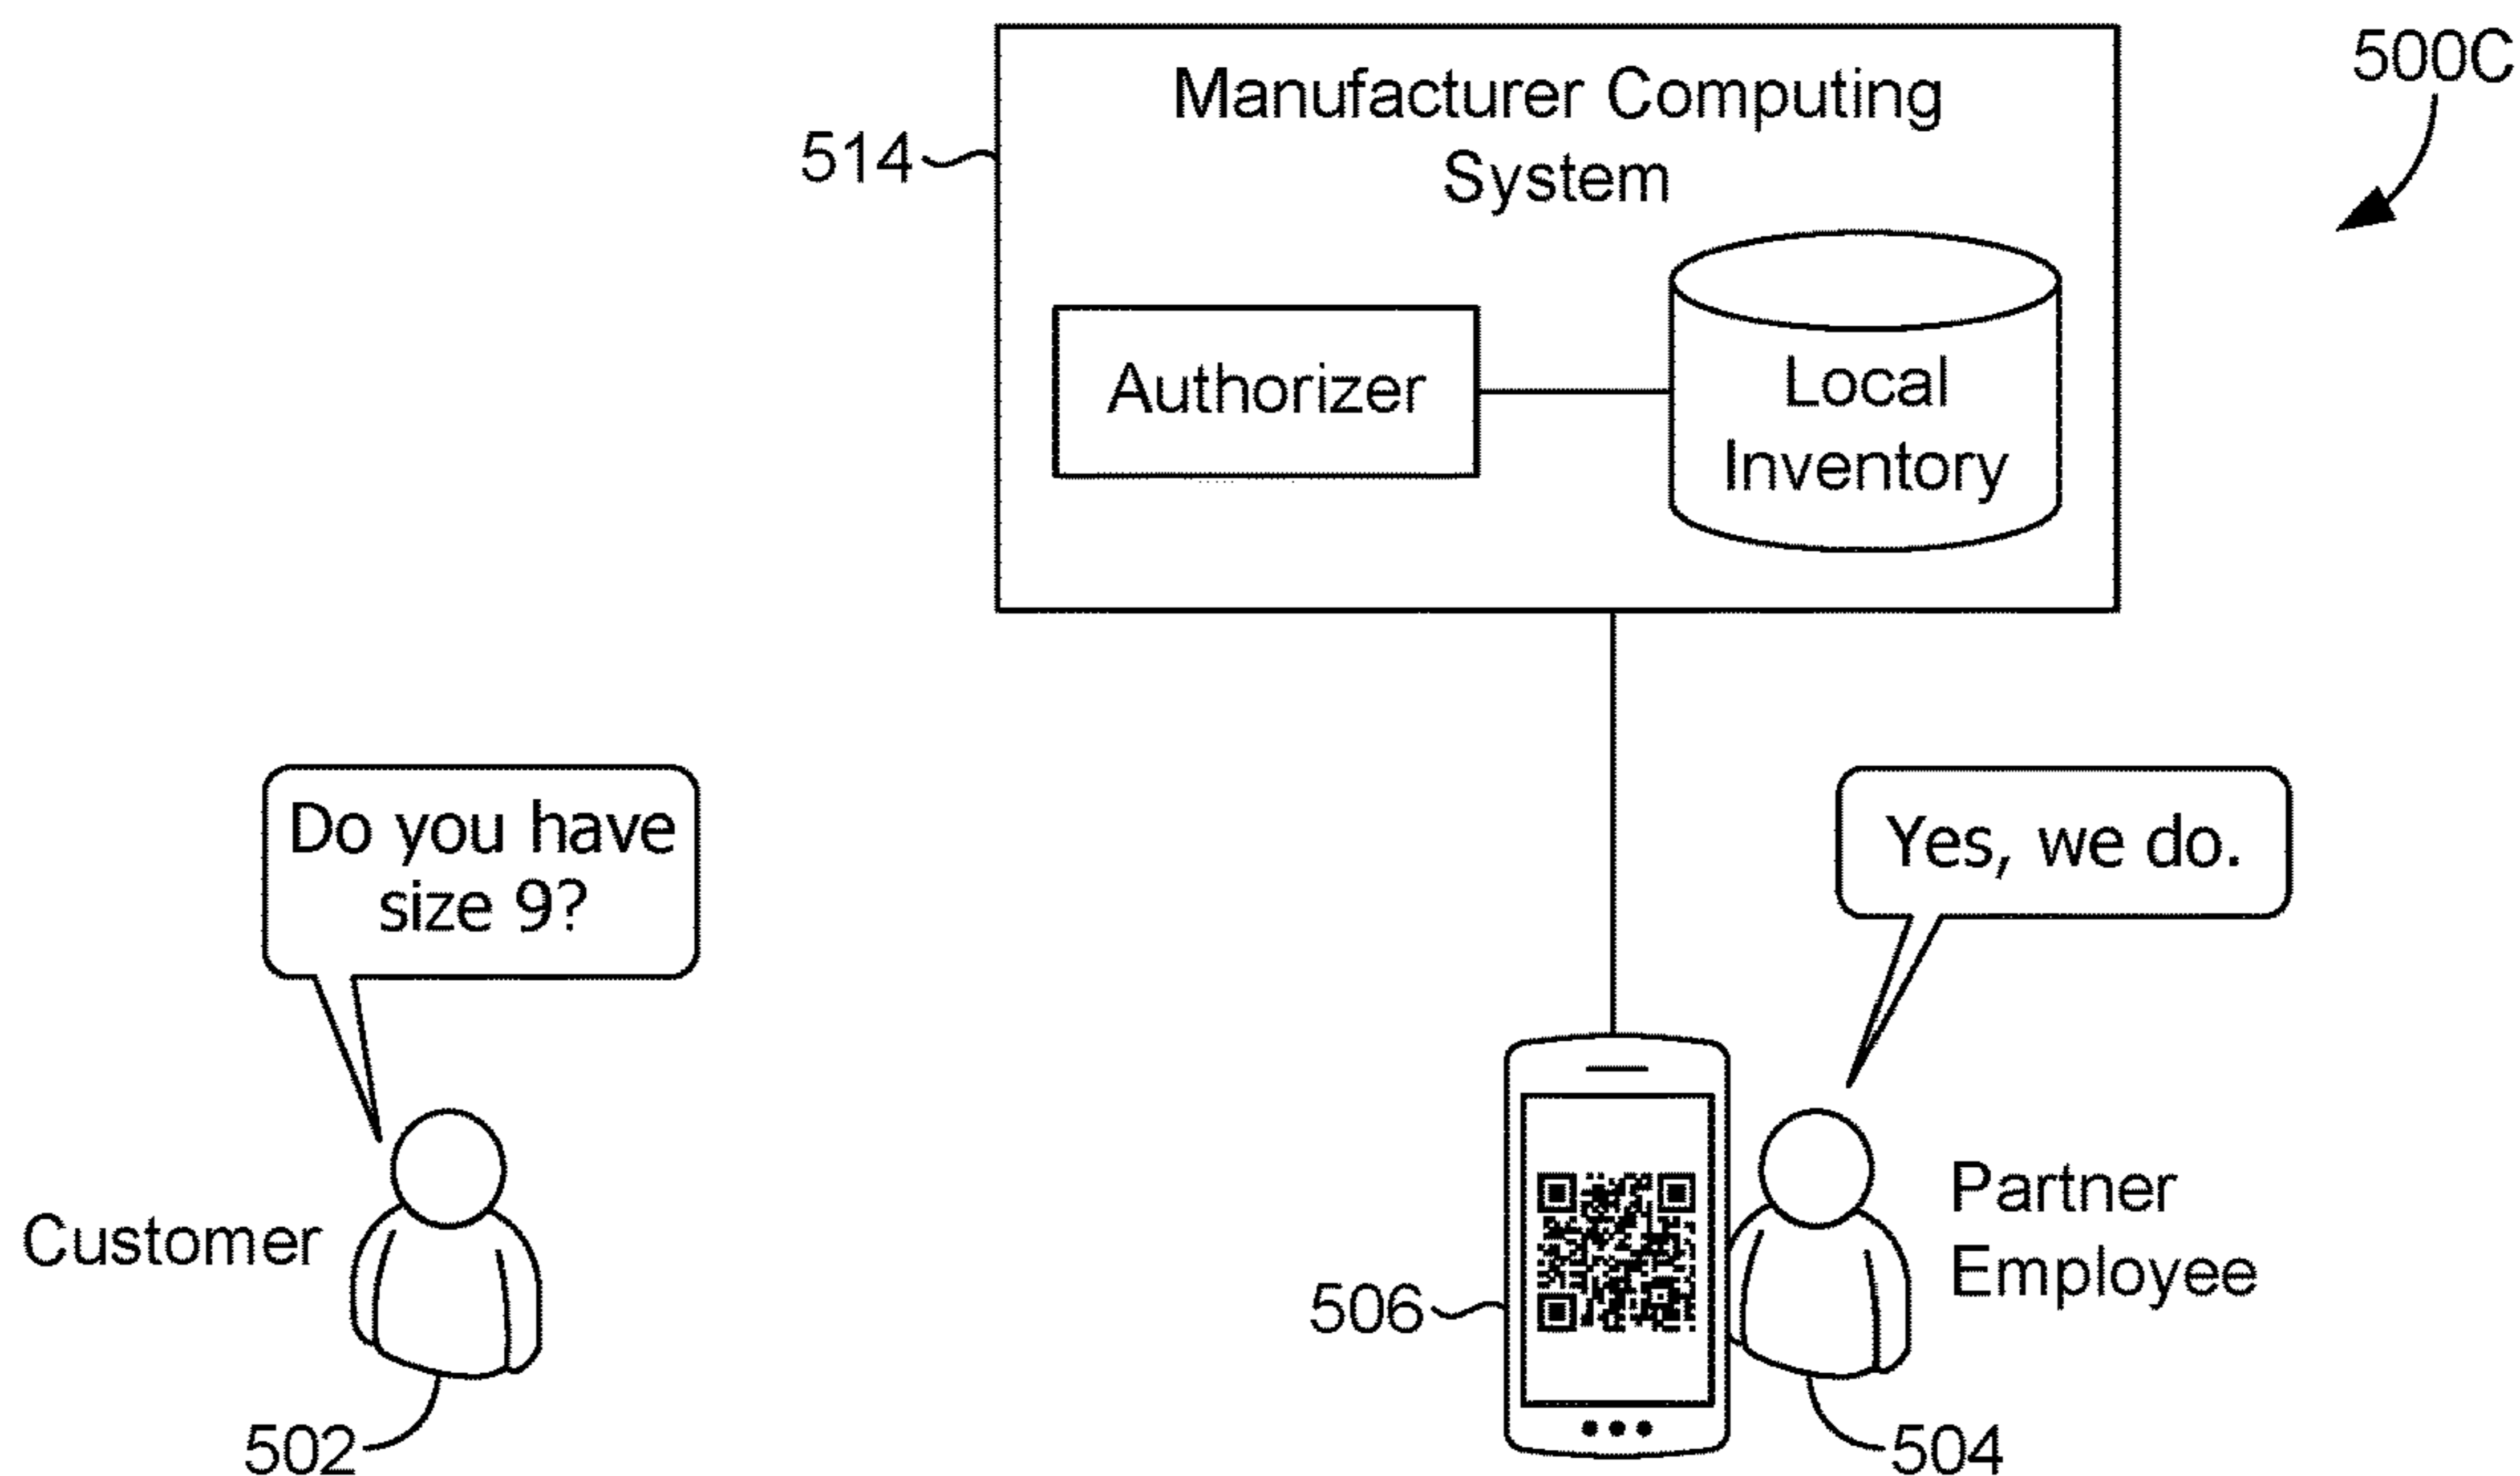 500C
Manufacturer Computing
System
514
Authorizer
Local
Inventory
Do you have
size 9?
Yes, we do.
Customer
Partner
Employee
506
502
504